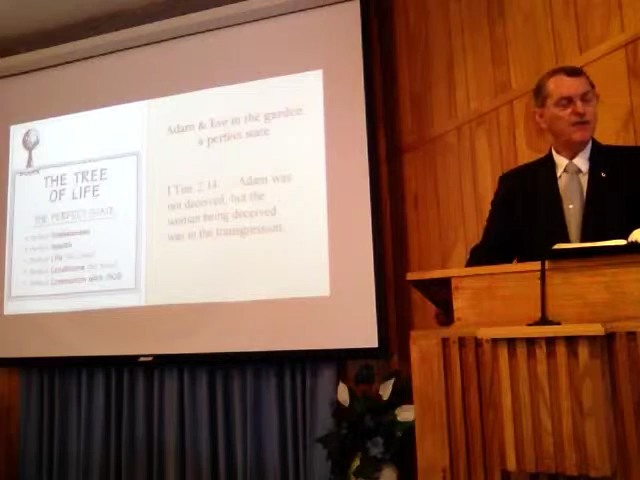 THE TREE
OF LIFE
THE PERFECT STATE
Perfect Health
Perfect Life
Perfect Conditions
Perfect Communion with GOD
Adam & Eve in the garden
a perfect state
I Tim 2:14 Adam was
not deceived, but the
woman being deceived
was in the transgression